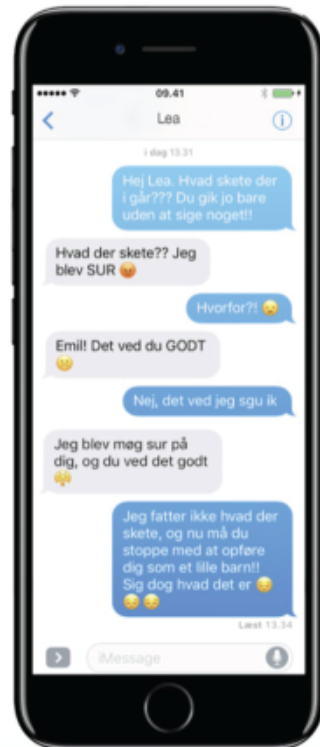 09.41
Lea
i dag 13.31
Hej Lea. Hvad skete der
i går??? Du gik jo bare
uden at sige noget!!
Hvad der skete?? Jeg
blev SUR 😡
Hvorfor?! 😟
Emil! Det ved du GODT
🤨
Nej, det ved jeg sgu ik
Jeg blev møg sur på
dig, og du ved det godt
Jeg fatter ikke hvad der
skete, og nu må du
stoppe med at opføre
dig som et lille barn!!
Sig dog hvad det er 😔
😔 😔
Læst 13.34
iMessage